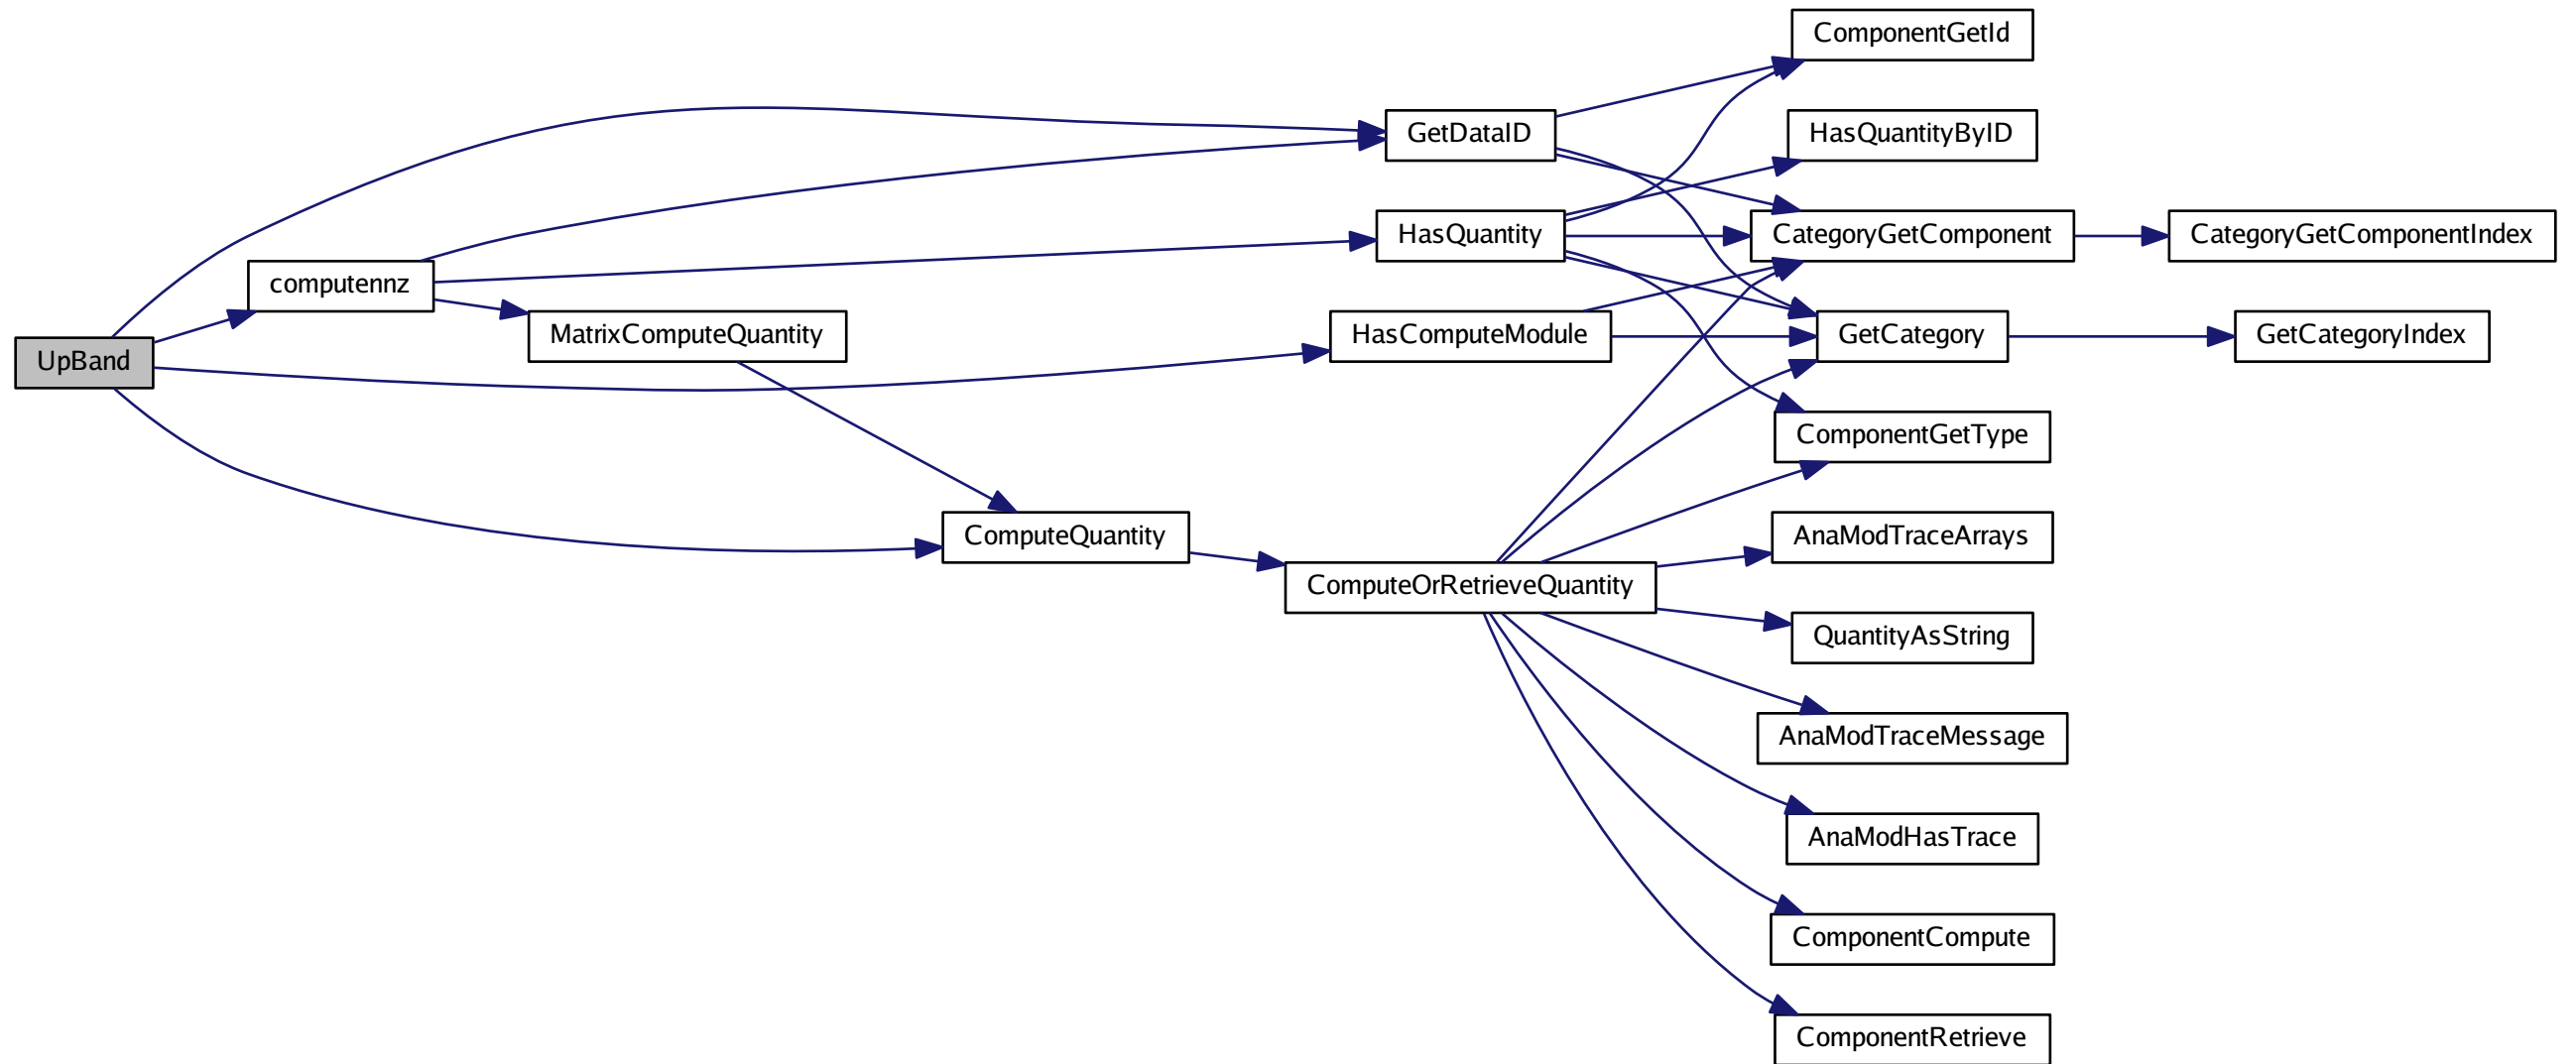 ComponentGetId
GetDataID
HasQuantityByID
HasQuantity
CategoryGetComponent
CategoryGetComponentIndex
computennz
MatrixComputeQuantity
HasComputeModule
GetCategory
GetCategoryIndex
UpBand
ComponentGetType
ComputeQuantity
AnaModTraceArrays
ComputeOrRetrieveQuantity
QuantityAsString
AnaModTraceMessage
AnaModHasTrace
ComponentCompute
ComponentRetrieve